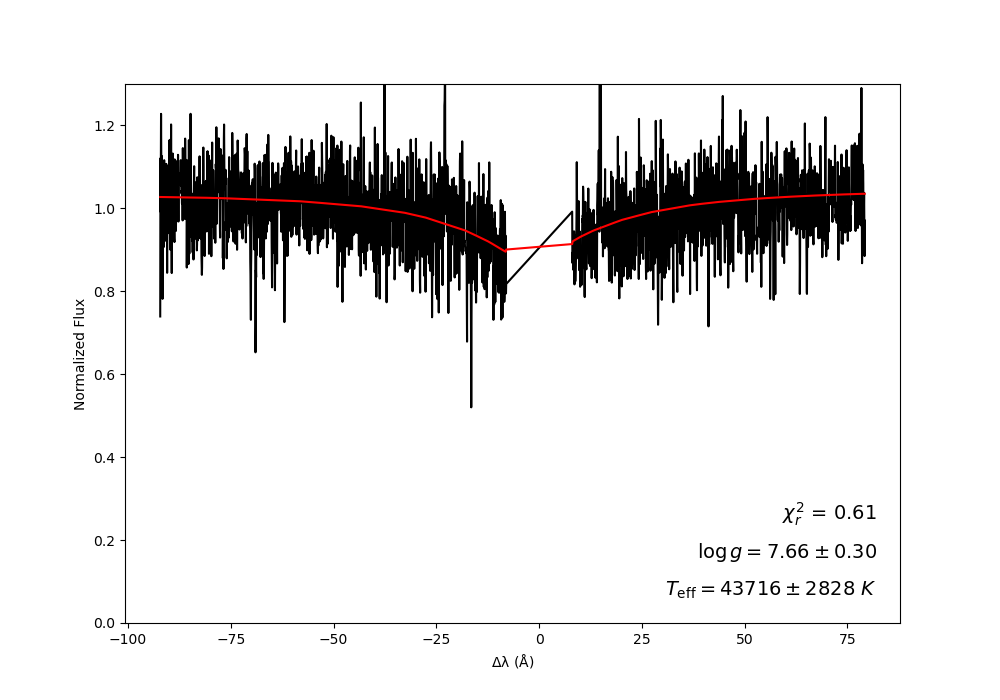 1.2
1.0
0.8
0.6
0.4
0.2
0.0
Normalized Flux
χ²ᵣ = 0.61
log g = 7.66 ± 0.30
T_eff = 43716 ± 2828 K
−100 −75 −50 −25 0 25 50 75
Δλ (Å)